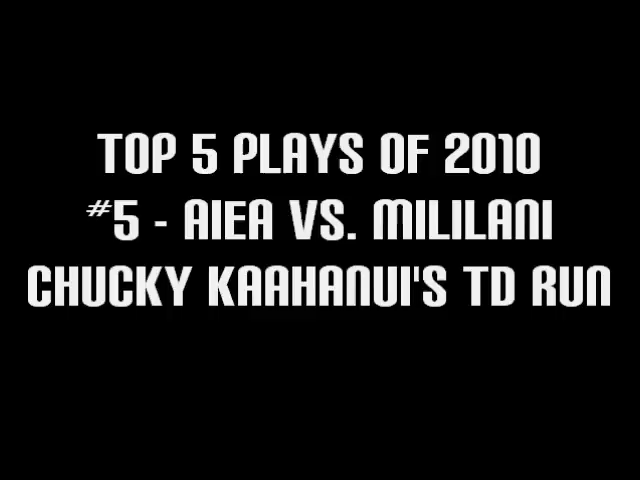 TOP 5 PLAYS OF 2010
#5 - AIEA VS. MILILANI
CHUCKY KAAHANUI'S TD RUN